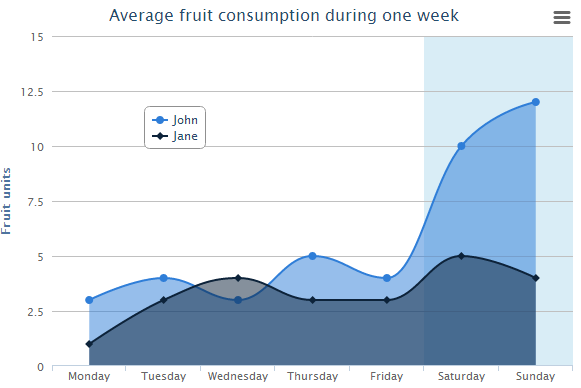 Average fruit consumption during one week
15
12.5
10
7.5
5
2.5
0
Fruit units
John
Jane
Monday Tuesday Wednesday Thursday Friday Saturday Sunday